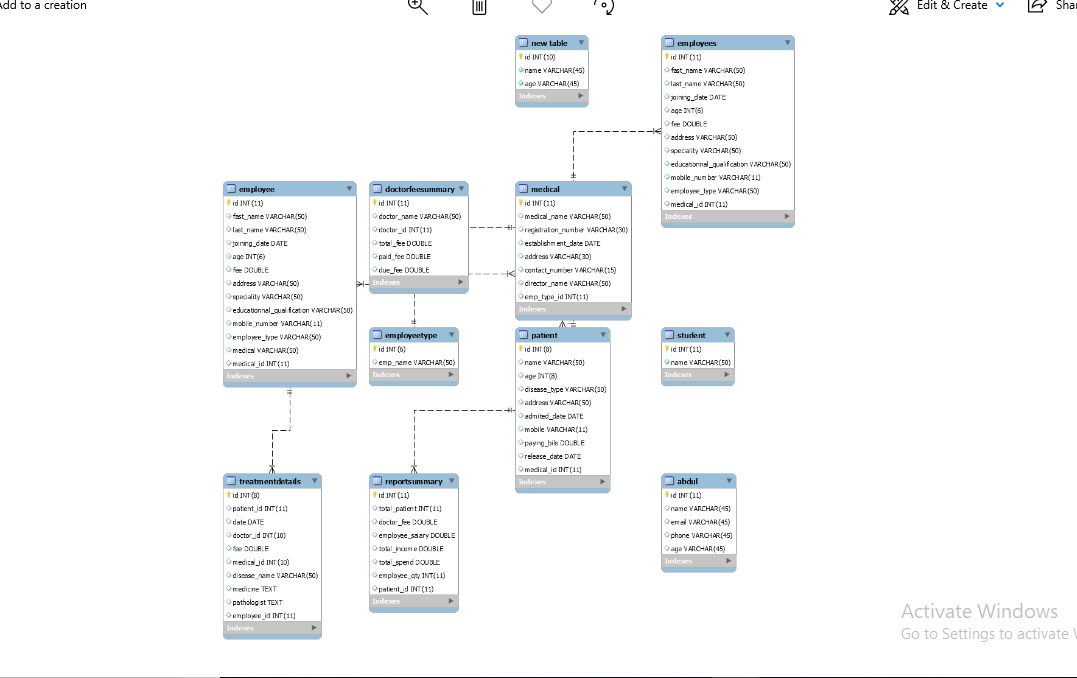 Add to a creation
Edit & Create
Shar
new table
id INT(10)
name VARCHAR(45)
age VARCHAR(45)
Indexes
employees
id INT(11)
fast_name VARCHAR(50)
last_name VARCHAR(50)
joining_date DATE
age INT(6)
fee DOUBLE
address VARCHAR(50)
speciality VARCHAR(50)
educationnal_qualification VARCHAR(50)
mobile_number VARCHAR(11)
employee_type VARCHAR(50)
medical_id INT(11)
Indexes
employee
id INT(11)
fast_name VARCHAR(50)
last_name VARCHAR(50)
joining_date DATE
age INT(6)
fee DOUBLE
address VARCHAR(50)
speciality VARCHAR(50)
educationnal_qualification VARCHAR(50)
mobile_number VARCHAR(11)
employee_type VARCHAR(50)
medical VARCHAR(50)
medical_id INT(11)
Indexes
doctorfeesummary
id INT(11)
doctor_name VARCHAR(50)
doctor_id INT(11)
total_fee DOUBLE
paid_fee DOUBLE
due_fee DOUBLE
Indexes
medical
id INT(11)
medical_name VARCHAR(50)
registration_number VARCHAR(30)
establishment_date DATE
address VARCHAR(30)
contact_number VARCHAR(15)
director_name VARCHAR(50)
emp_type_id INT(11)
Indexes
employeetype
id INT(6)
emp_name VARCHAR(50)
Indexes
patient
id INT(8)
name VARCHAR(50)
age INT(8)
disease_type VARCHAR(50)
address VARCHAR(50)
admited_date DATE
mobile VARCHAR(11)
paying_bils DOUBLE
release_date DATE
medical_id INT(11)
Indexes
student
id INT(11)
name VARCHAR(50)
Indexes
treatmentdetails
id INT(8)
patient_id INT(11)
date DATE
doctor_id INT(10)
fee DOUBLE
medical_id INT(10)
disease_name VARCHAR(50)
medicine TEXT
pathologist TEXT
employee_id INT(11)
Indexes
reportsummary
id INT(11)
total_patient INT(11)
doctor_fee DOUBLE
employee_salary DOUBLE
total_income DOUBLE
total_spend DOUBLE
employee_qty INT(11)
patient_id INT(11)
Indexes
abdul
id INT(11)
name VARCHAR(45)
email VARCHAR(45)
phone VARCHAR(45)
age VARCHAR(45)
Indexes
Activate Windows
Go to Settings to activate W